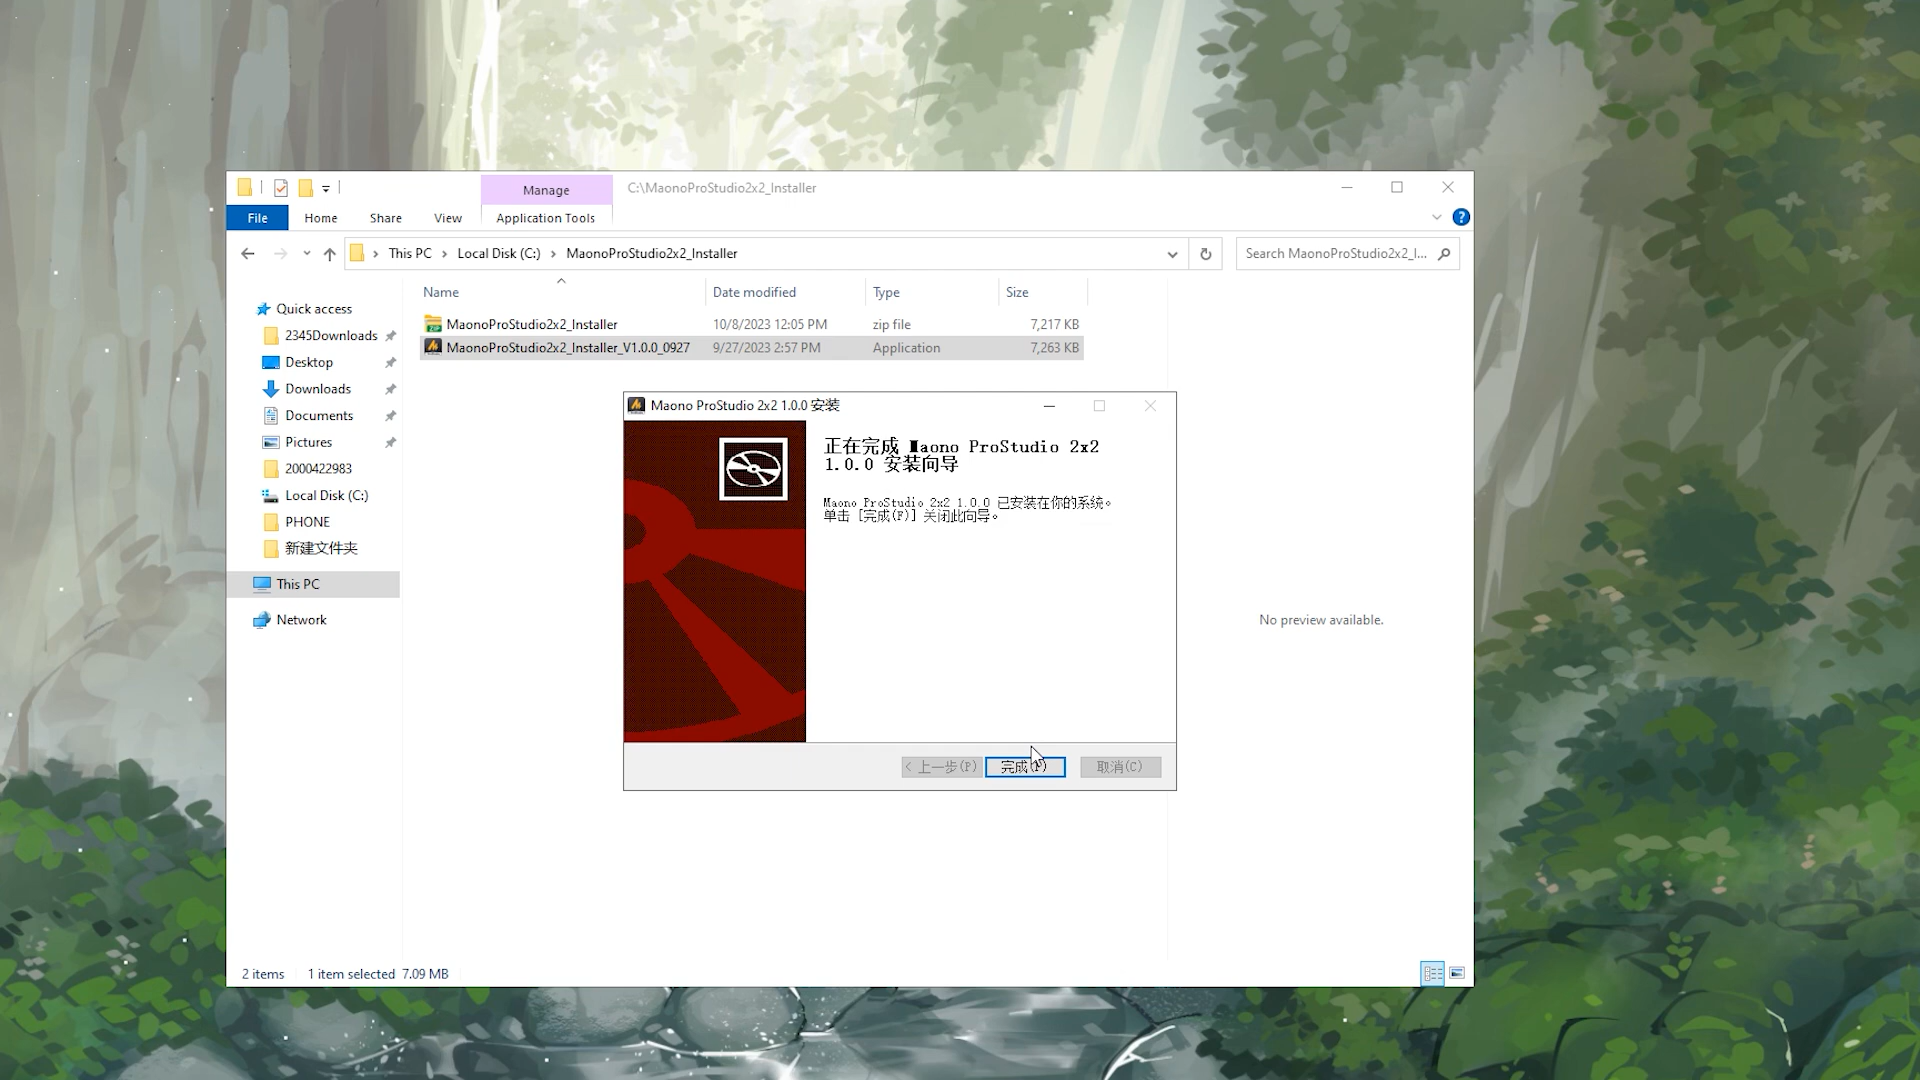 Manage
C:\MaonoProStudio2x2_Installer
File
Home
Share
View
Application Tools
This PC
Local Disk (C:)
MaonoProStudio2x2_Installer
Search MaonoProStudio2x2_I...
Name
Date modified
Type
Size
MaonoProStudio2x2_Installer
10/8/2023 12:05 PM
zip file
7,217 KB
MaonoProStudio2x2_Installer_V1.0.0_0927
9/27/2023 2:57 PM
Application
7,263 KB
Quick access
2345Downloads
Desktop
Downloads
Documents
Pictures
2000422983
Local Disk (C:)
PHONE
新建文件夹
This PC
Network
Maono ProStudio 2x2 1.0.0 安装
正在完成 Maono ProStudio 2x2
1.0.0 安装向导
Maono ProStudio 2x2 1.0.0 已安装在你的系统。
单击 [完成(F)] 关闭此向导。
< 上一步(P)
完成(F)
取消(C)
No preview available.
2 items
1 item selected 7.09 MB